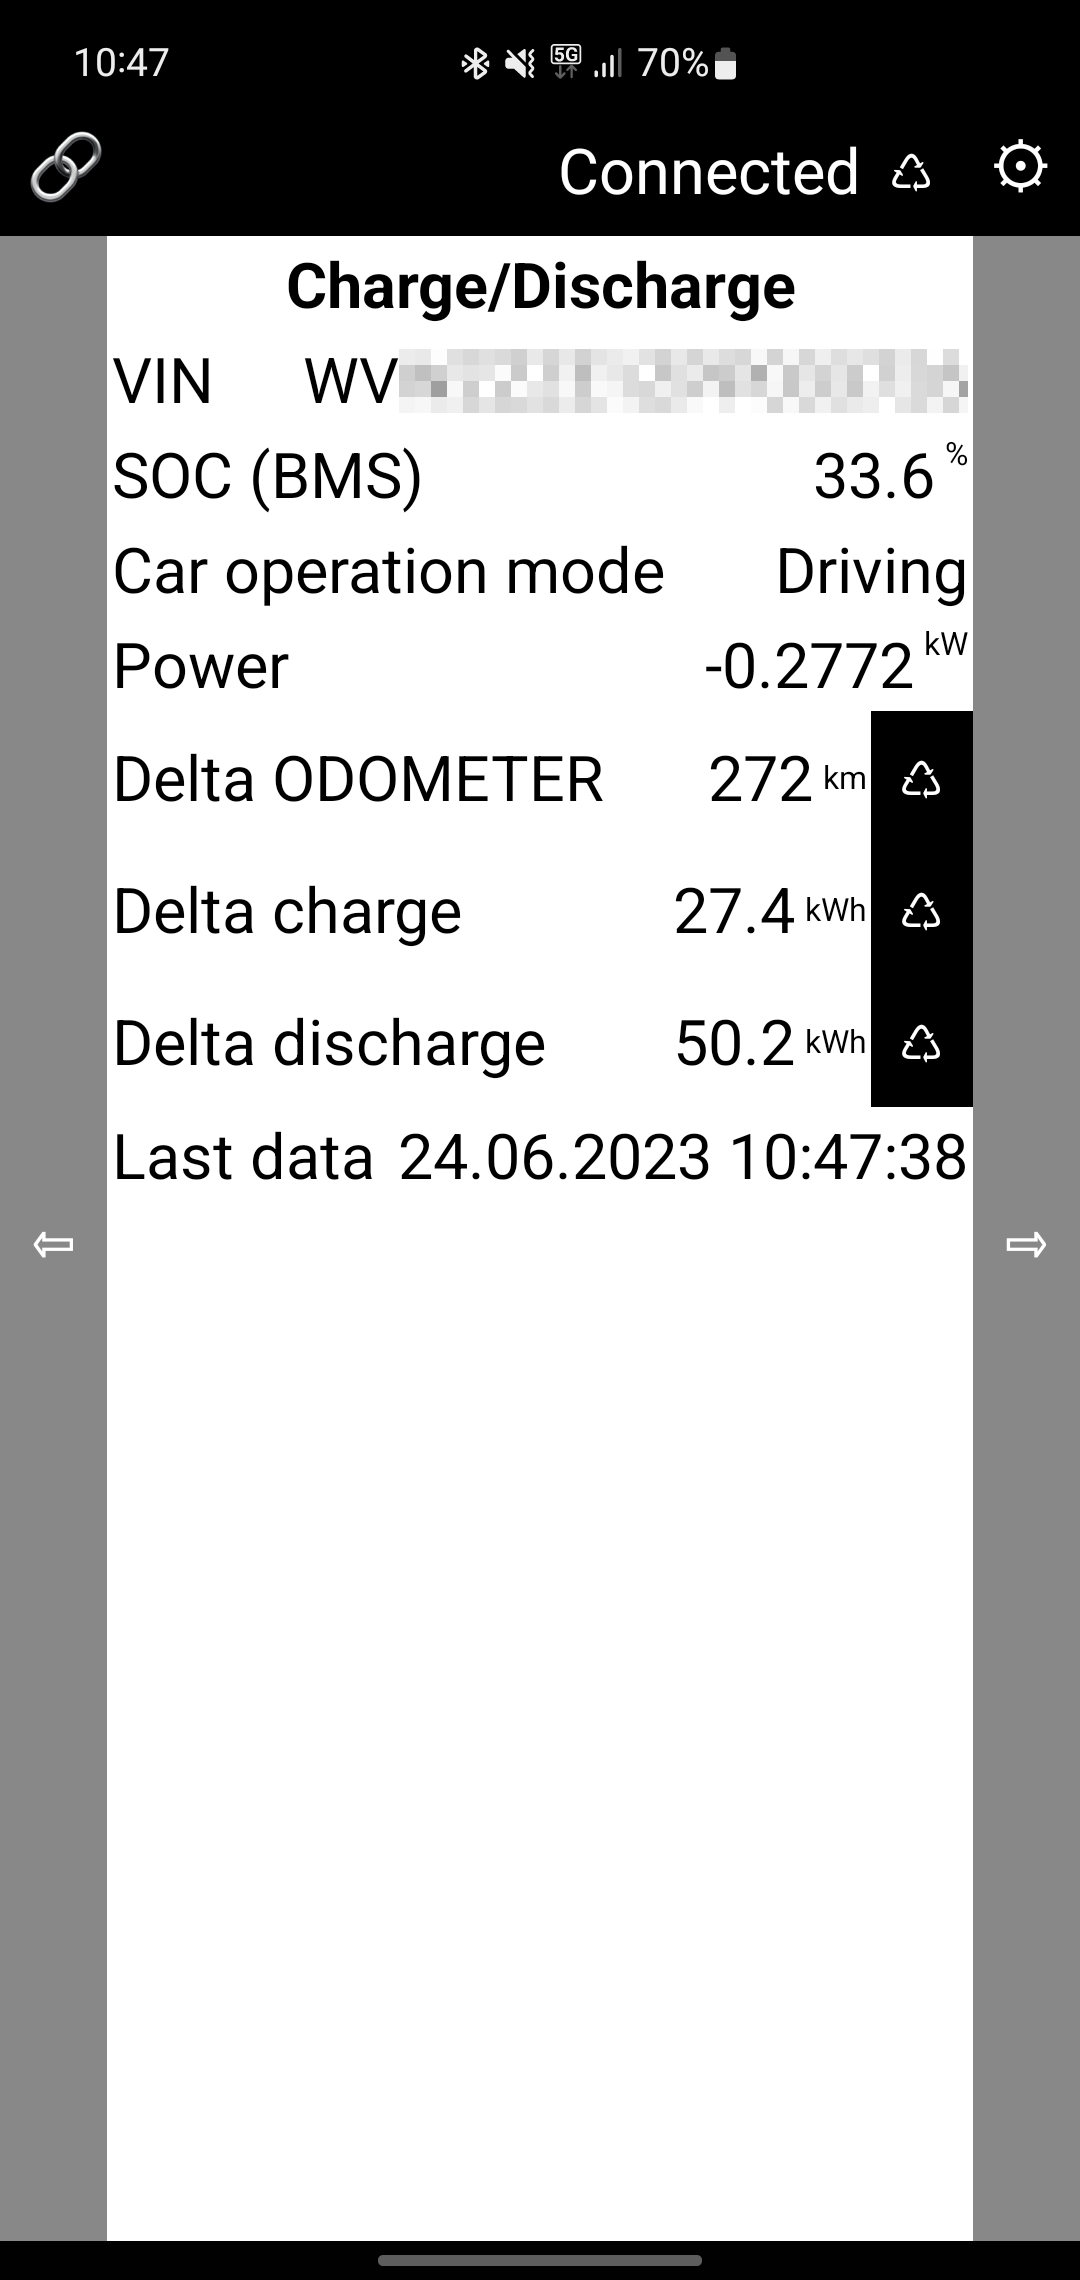 10:47 5G 70%
Connected
Charge/Discharge
VIN WV
SOC (BMS) 33.6 %
Car operation mode Driving
Power -0.2772 kW
Delta ODOMETER 272 km
Delta charge 27.4 kWh
Delta discharge 50.2 kWh
Last data 24.06.2023 10:47:38